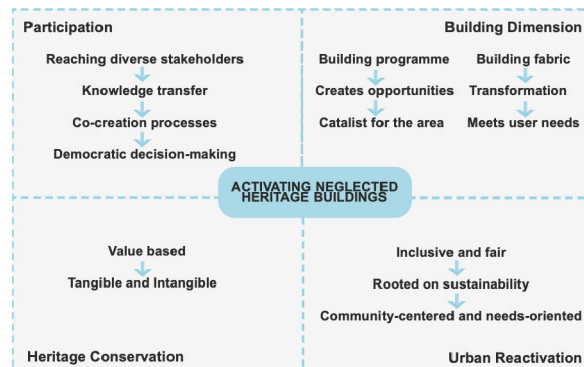 Participation
Reaching diverse stakeholders
Knowledge transfer
Co-creation processes
Democratic decision-making
Building Dimension
Building programme
Creates opportunities
Catalist for the area
Building fabric
Transformation
Meets user needs
ACTIVATING NEGLECTED
HERITAGE BUILDINGS
Value based
Tangible and Intangible
Heritage Conservation
Inclusive and fair
Rooted on sustainability
Community-centered and needs-oriented
Urban Reactivation